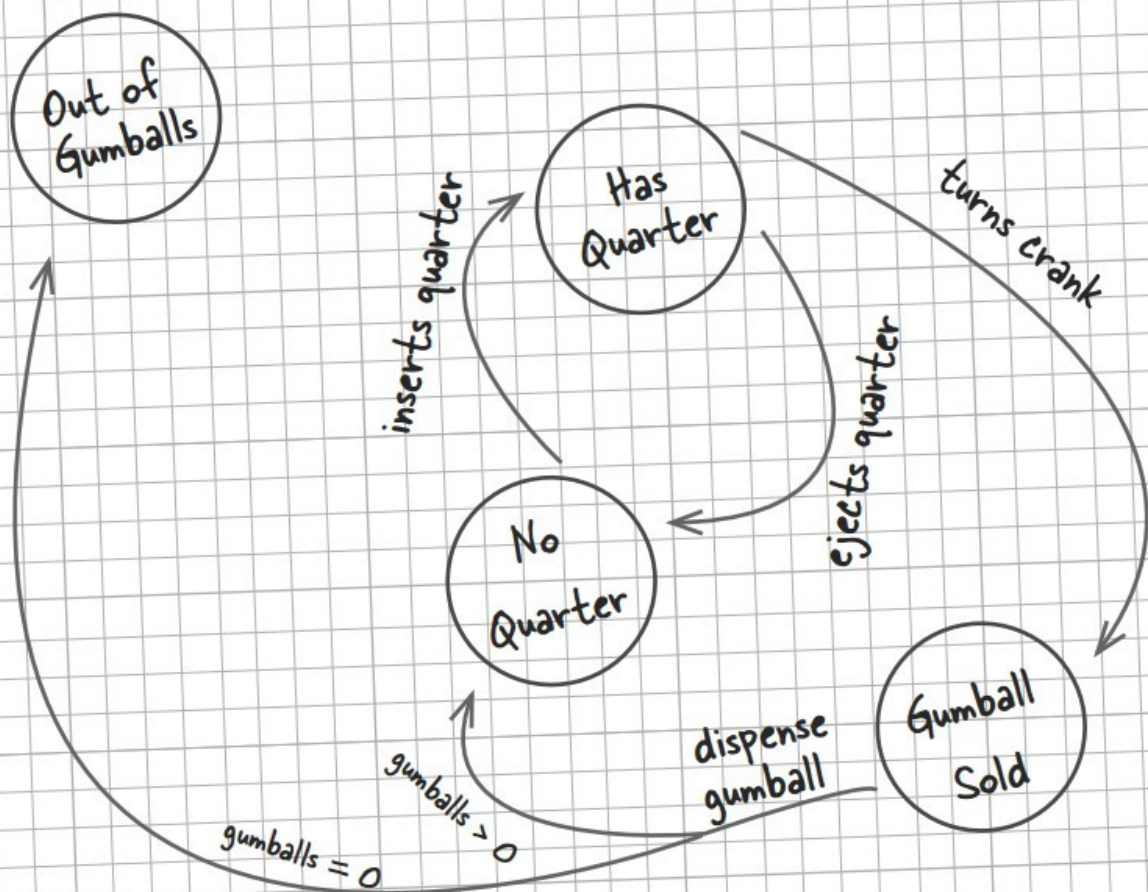 Out of
Gumballs
Has
Quarter
turns crank
inserts quarter
ejects quarter
No
Quarter
Gumball
Sold
dispense
gumball
gumballs > 0
gumballs = 0